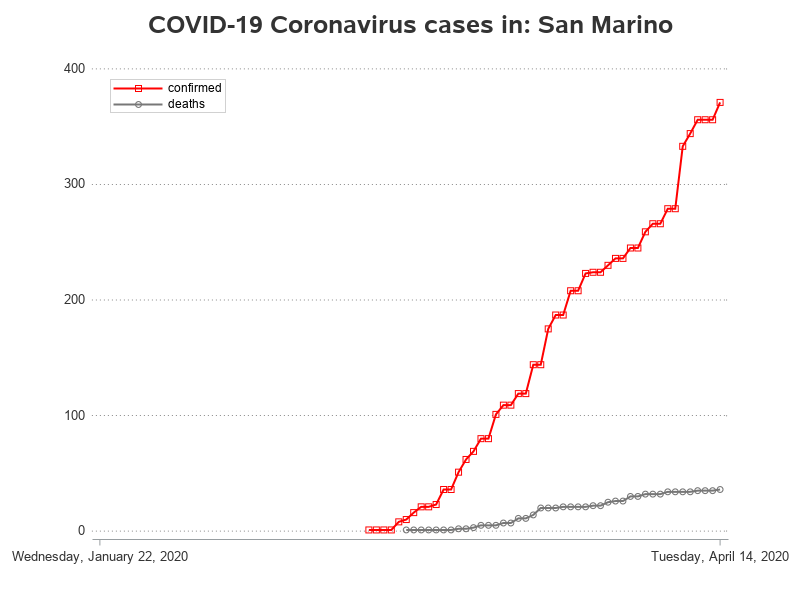 COVID-19 Coronavirus cases in: San Marino
400
confirmed
deaths
300
200
100
0
Wednesday, January 22, 2020
Tuesday, April 14, 2020